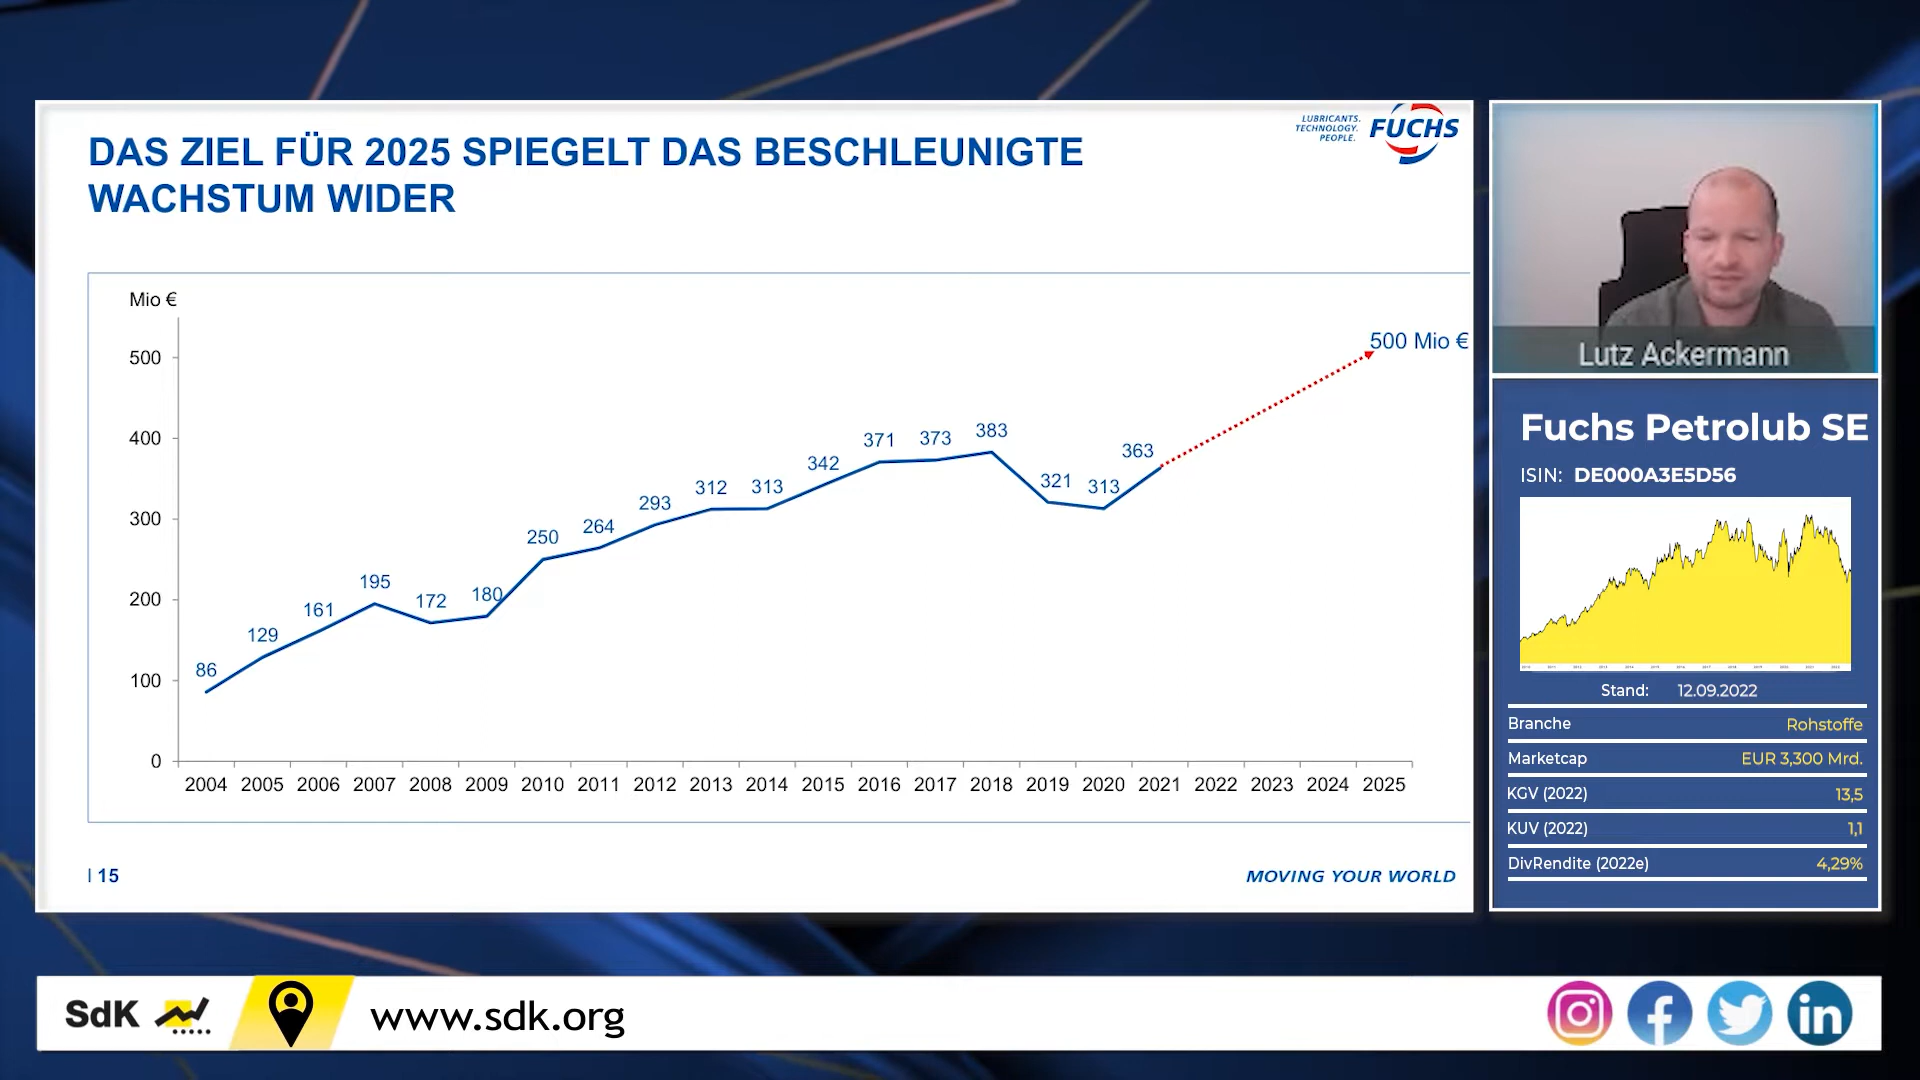 LUBRICANTS.
TECHNOLOGY.
PEOPLE.
FUCHS
DAS ZIEL FÜR 2025 SPIEGELT DAS BESCHLEUNIGTE
WACHSTUM WIDER
Mio €
500
400
300
200
100
0
86
129
161
195
172
180
250
264
293
312
313
342
371
373
383
321
313
363
500 Mio €
2004 2005 2006 2007 2008 2009 2010 2011 2012 2013 2014 2015 2016 2017 2018 2019 2020 2021 2022 2023 2024 2025
| 15
MOVING YOUR WORLD
Lutz Ackermann
Fuchs Petrolub SE
ISIN: DE000A3E5D56
Stand: 12.09.2022
Branche Rohstoffe
Marketcap EUR 3,300 Mrd.
KGV (2022) 13,5
KUV (2022) 1,1
DivRendite (2022e) 4,29%
SdK
www.sdk.org